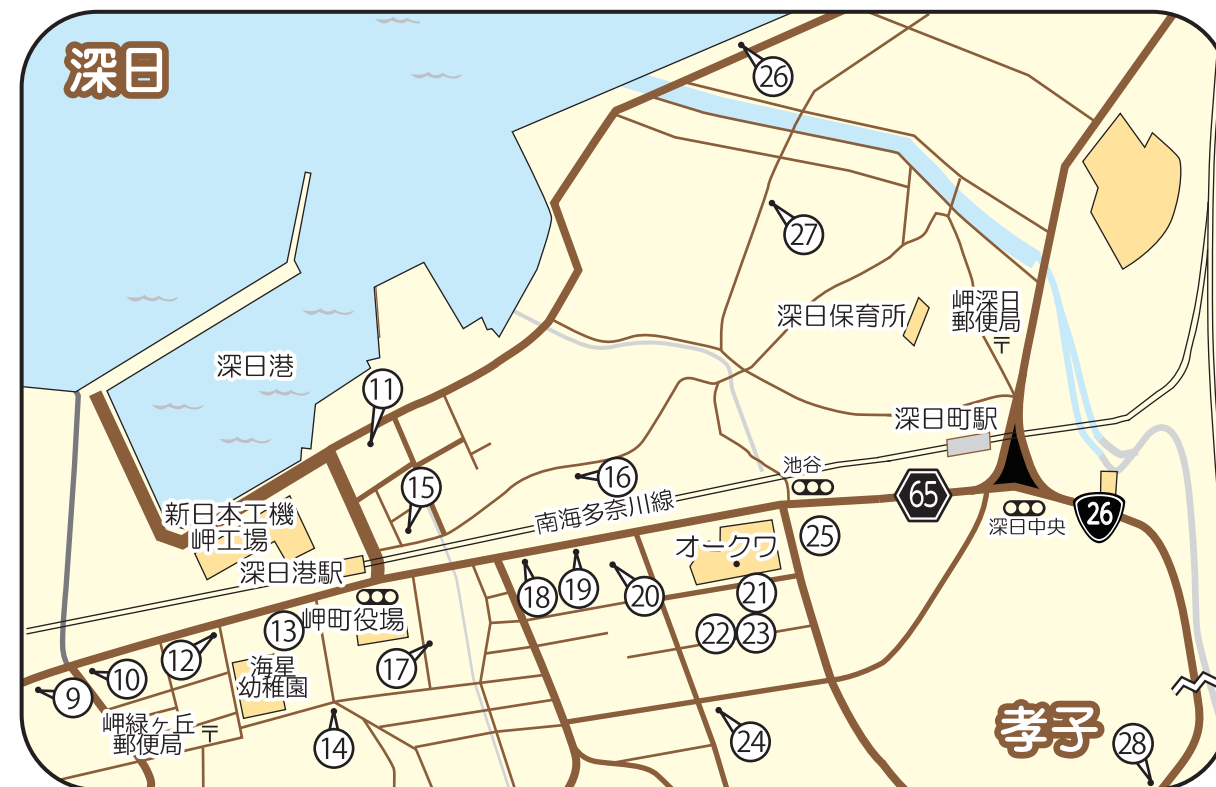 深日
26
27
深日保育所
岬深日
郵便局
〒
深日港
11
深日町駅
池谷
65
15
16
南海多奈川線
新日本工機
岬工場
深日中央
26
オークワ
25
深日港駅
18
19
20
21
岬町役場
13
22
23
12
17
海星
幼稚園
10
9
岬緑ヶ丘
郵便局
〒
14
24
孝子
28